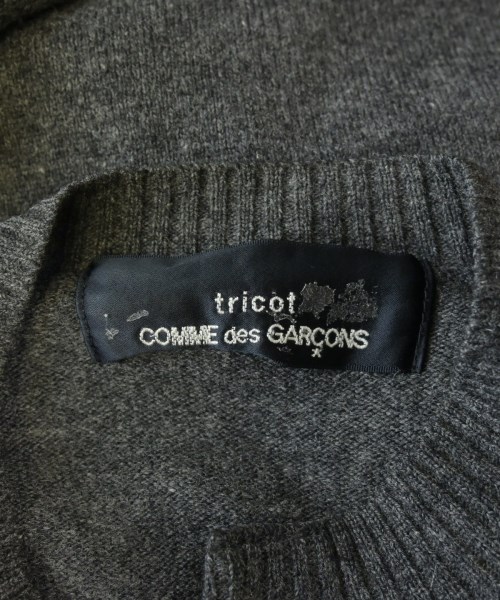 tricot
COMME des GARÇONS
*